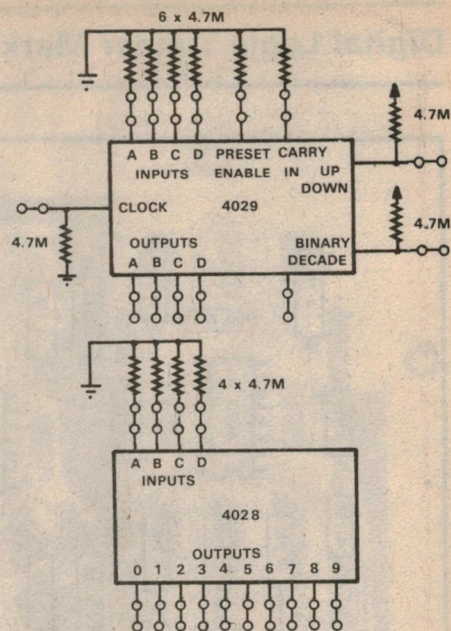 6 x 4.7M
4.7M
A B C D PRESET CARRY
INPUTS ENABLE IN UP
DOWN
CLOCK 4029
4.7M
4.7M
OUTPUTS BINARY
A B C D DECADE
4 x 4.7M
A B C D
INPUTS
4028
OUTPUTS
0 1 2 3 4 5 6 7 8 9